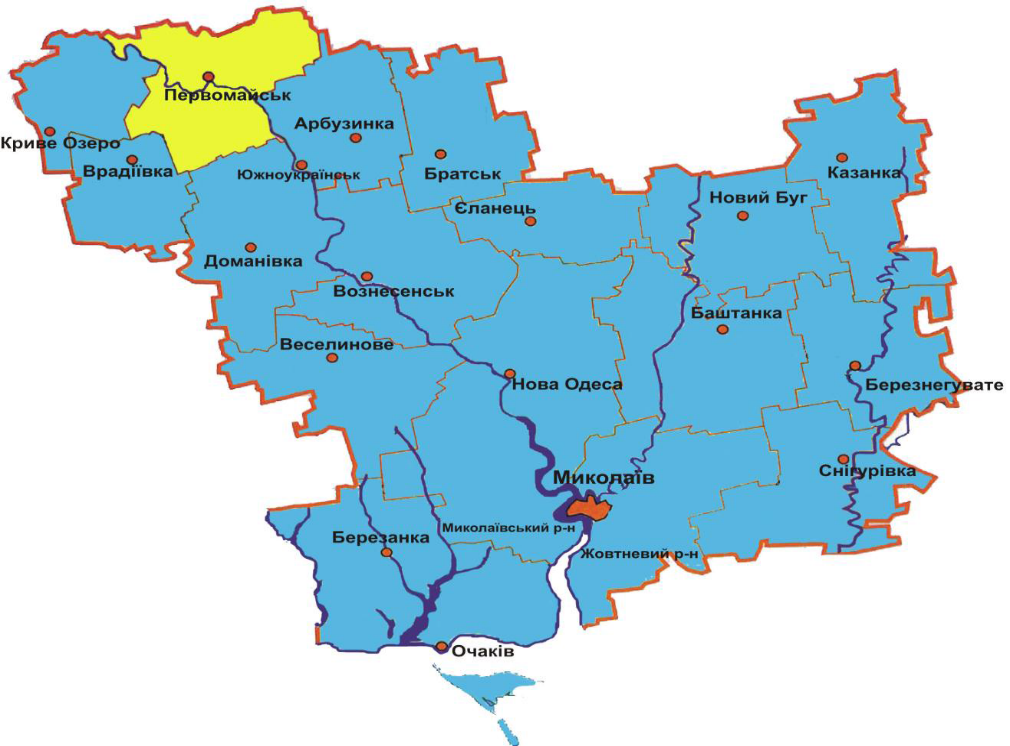 Первомайськ
Арбузинка
Криве Озеро
Врадіївка
Южноукраїнськ
Братськ
Казанка
Новий Буг
Єланець
Доманівка
Вознесенськ
Баштанка
Веселинове
Нова Одеса
Березнегувате
Снігурівка
Миколаїв
Миколаївський р-н
Березанка
Жовтневий р-н
Очаків